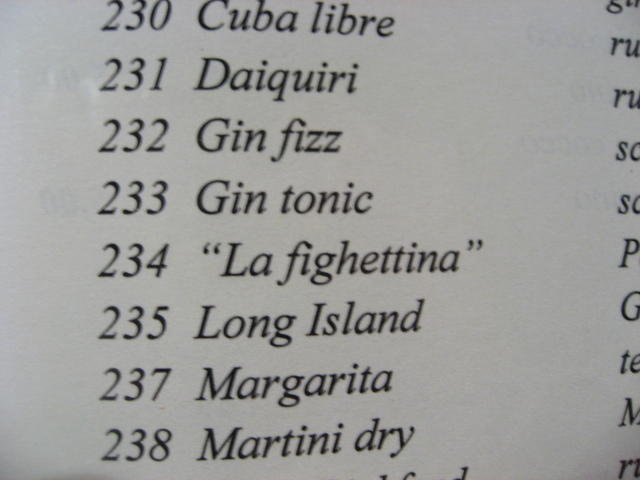 230 Cuba libre
231 Daiquiri
232 Gin fizz
233 Gin tonic
234 “La fighettina”
235 Long Island
237 Margarita
238 Martini dry